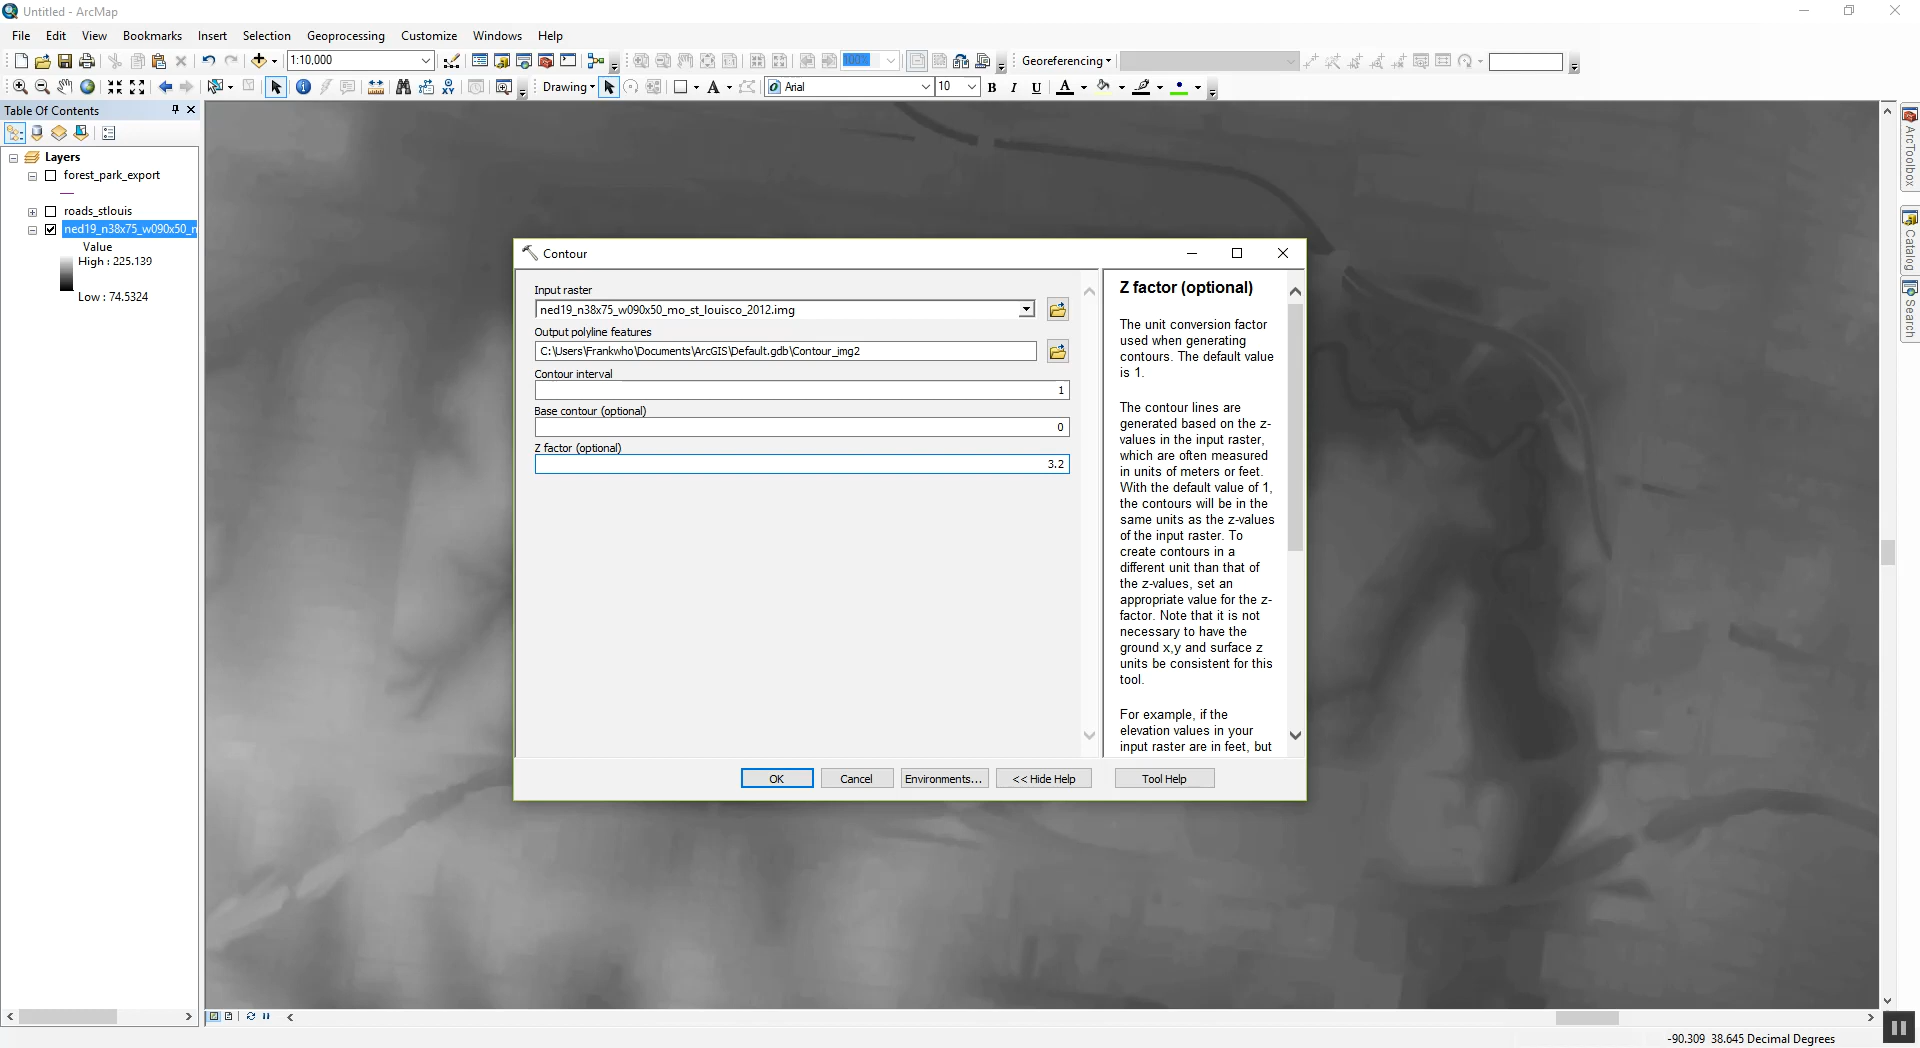 Untitled - ArcMap
File Edit View Bookmarks Insert Selection Geoprocessing Customize Windows Help
1:10,000 100% Georeferencing
Drawing A Arial 10 B I U A
Table Of Contents
Layers
forest_park_export
roads_stlouis
ned19_n38x75_w090x50_n
Value
High : 225.139
Low : 74.5324
ArcToolbox
Catalog
Search
Contour
Input raster
ned19_n38x75_w090x50_mo_st_louisco_2012.img
Output polyline features
C:\Users\Frankwho\Documents\ArcGIS\Default.gdb\Contour_img2
Contour interval
1
Base contour (optional)
0
Z factor (optional)
3.2
OK Cancel Environments... << Hide Help Tool Help
Z factor (optional)
The unit conversion factor
used when generating
contours. The default value
is 1.
The contour lines are
generated based on the z-
values in the input raster,
which are often measured
in units of meters or feet.
With the default value of 1,
the contours will be in the
same units as the z-values
of the input raster. To
create contours in a
different unit than that of
the z-values, set an
appropriate value for the z-
factor. Note that it is not
necessary to have the
ground x,y and surface z
units be consistent for this
tool.
For example, if the
elevation values in your
input raster are in feet, but
-90.309 38.645 Decimal Degrees